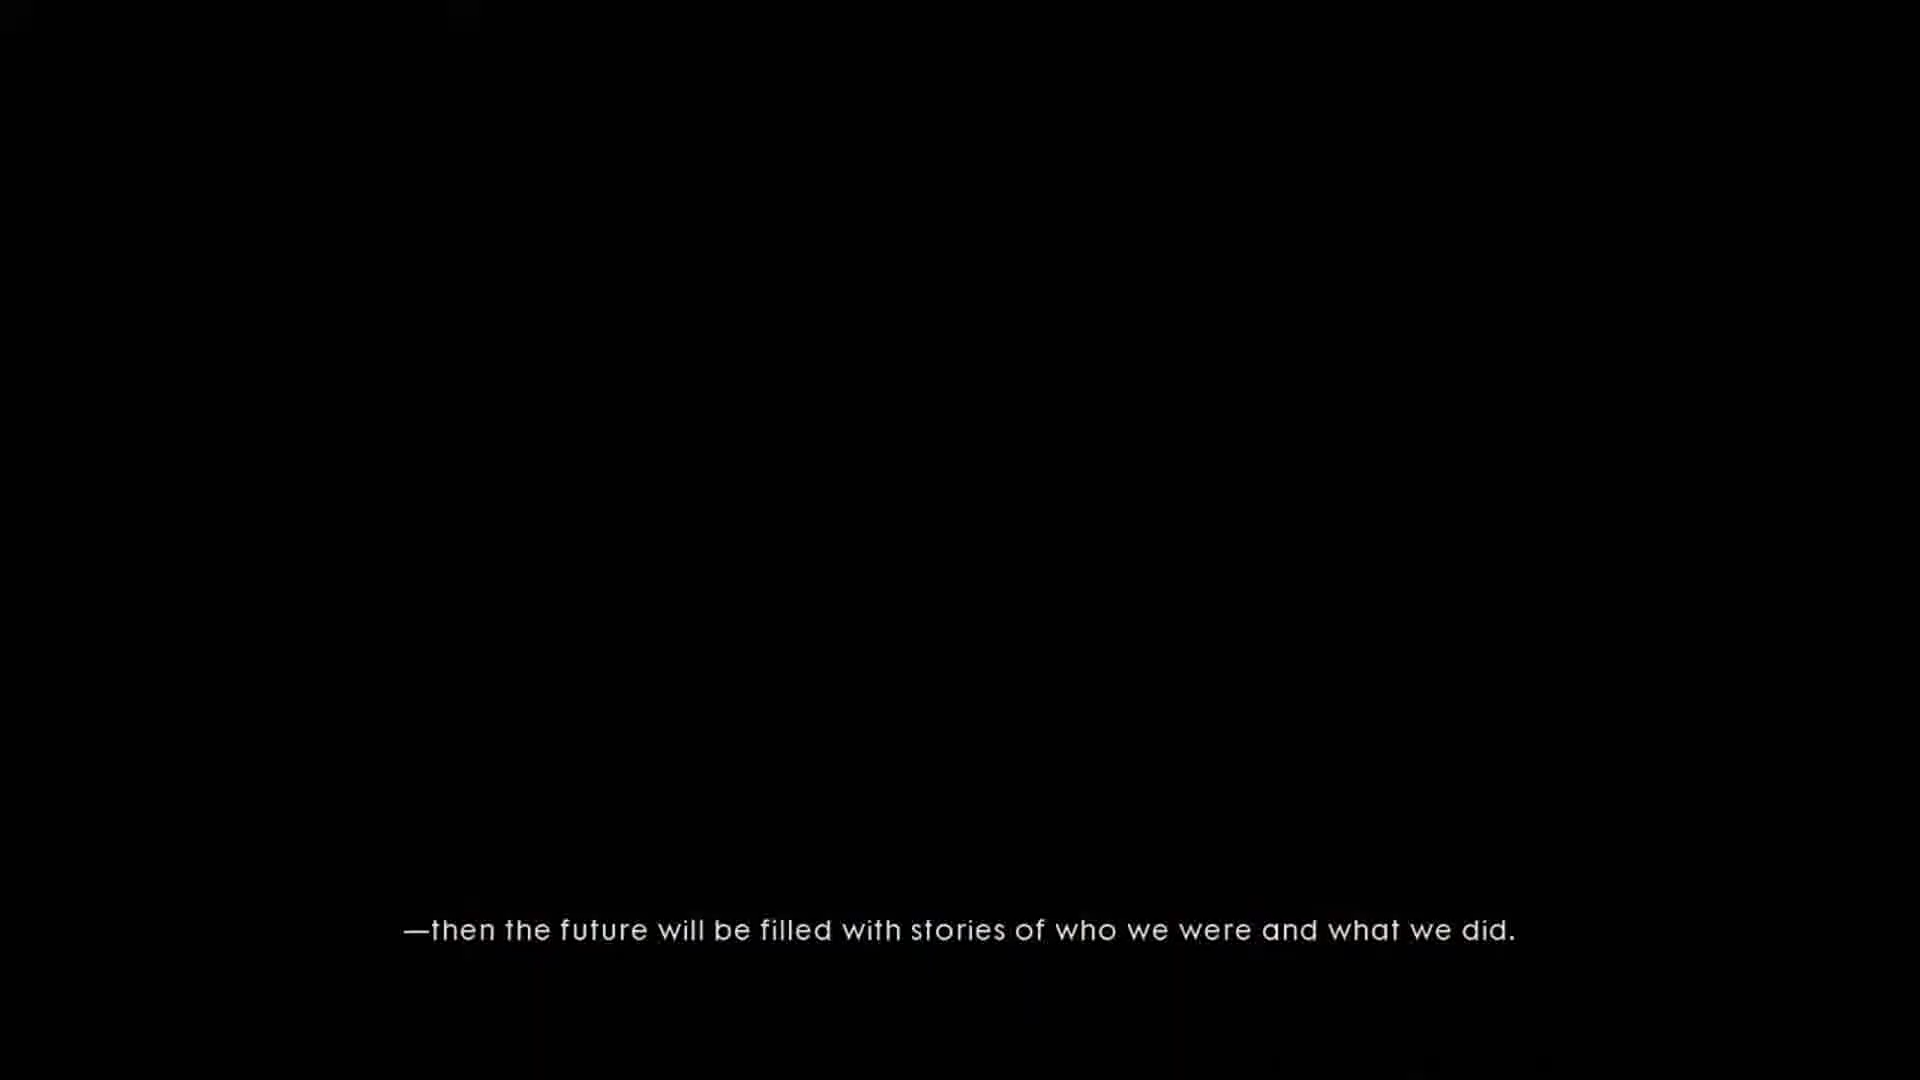 —then the future will be filled with stories of who we were and what we did.